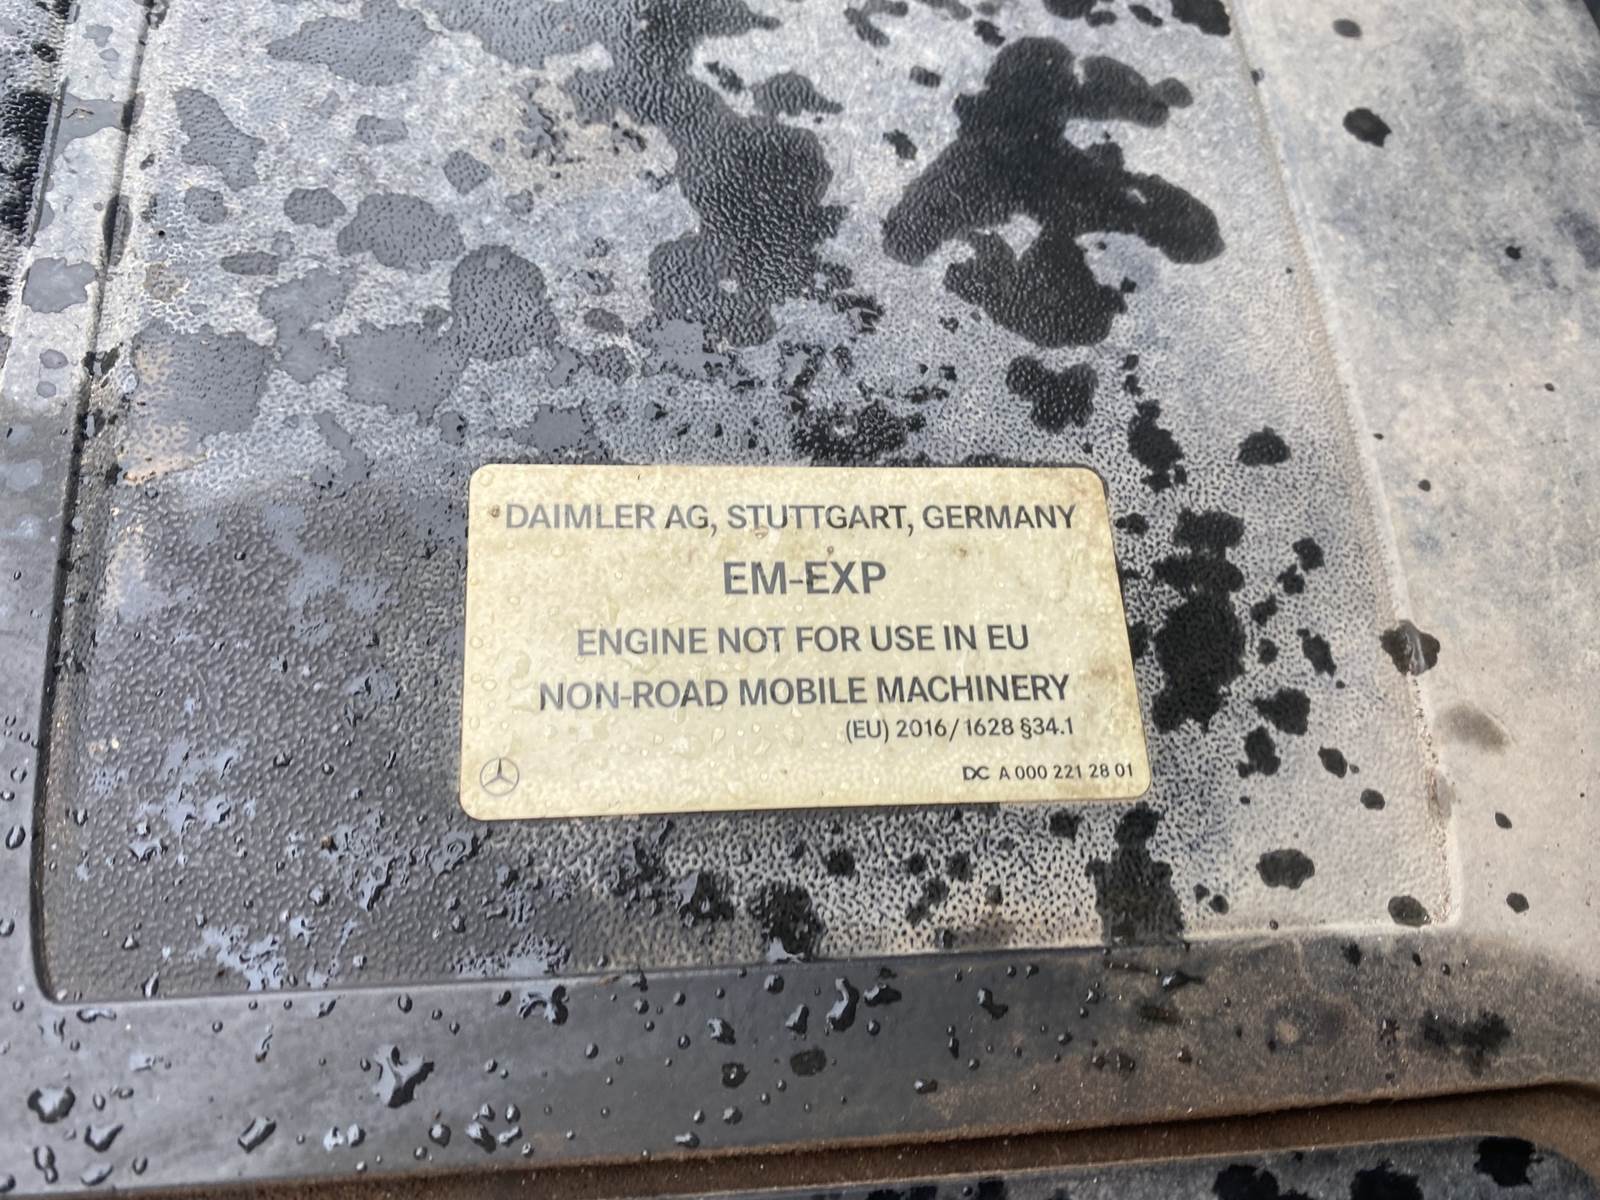 DAIMLER AG, STUTTGART, GERMANY
EM-EXP
ENGINE NOT FOR USE IN EU
NON-ROAD MOBILE MACHINERY
(EU) 2016/1628 §34.1
DC A 000 221 28 01